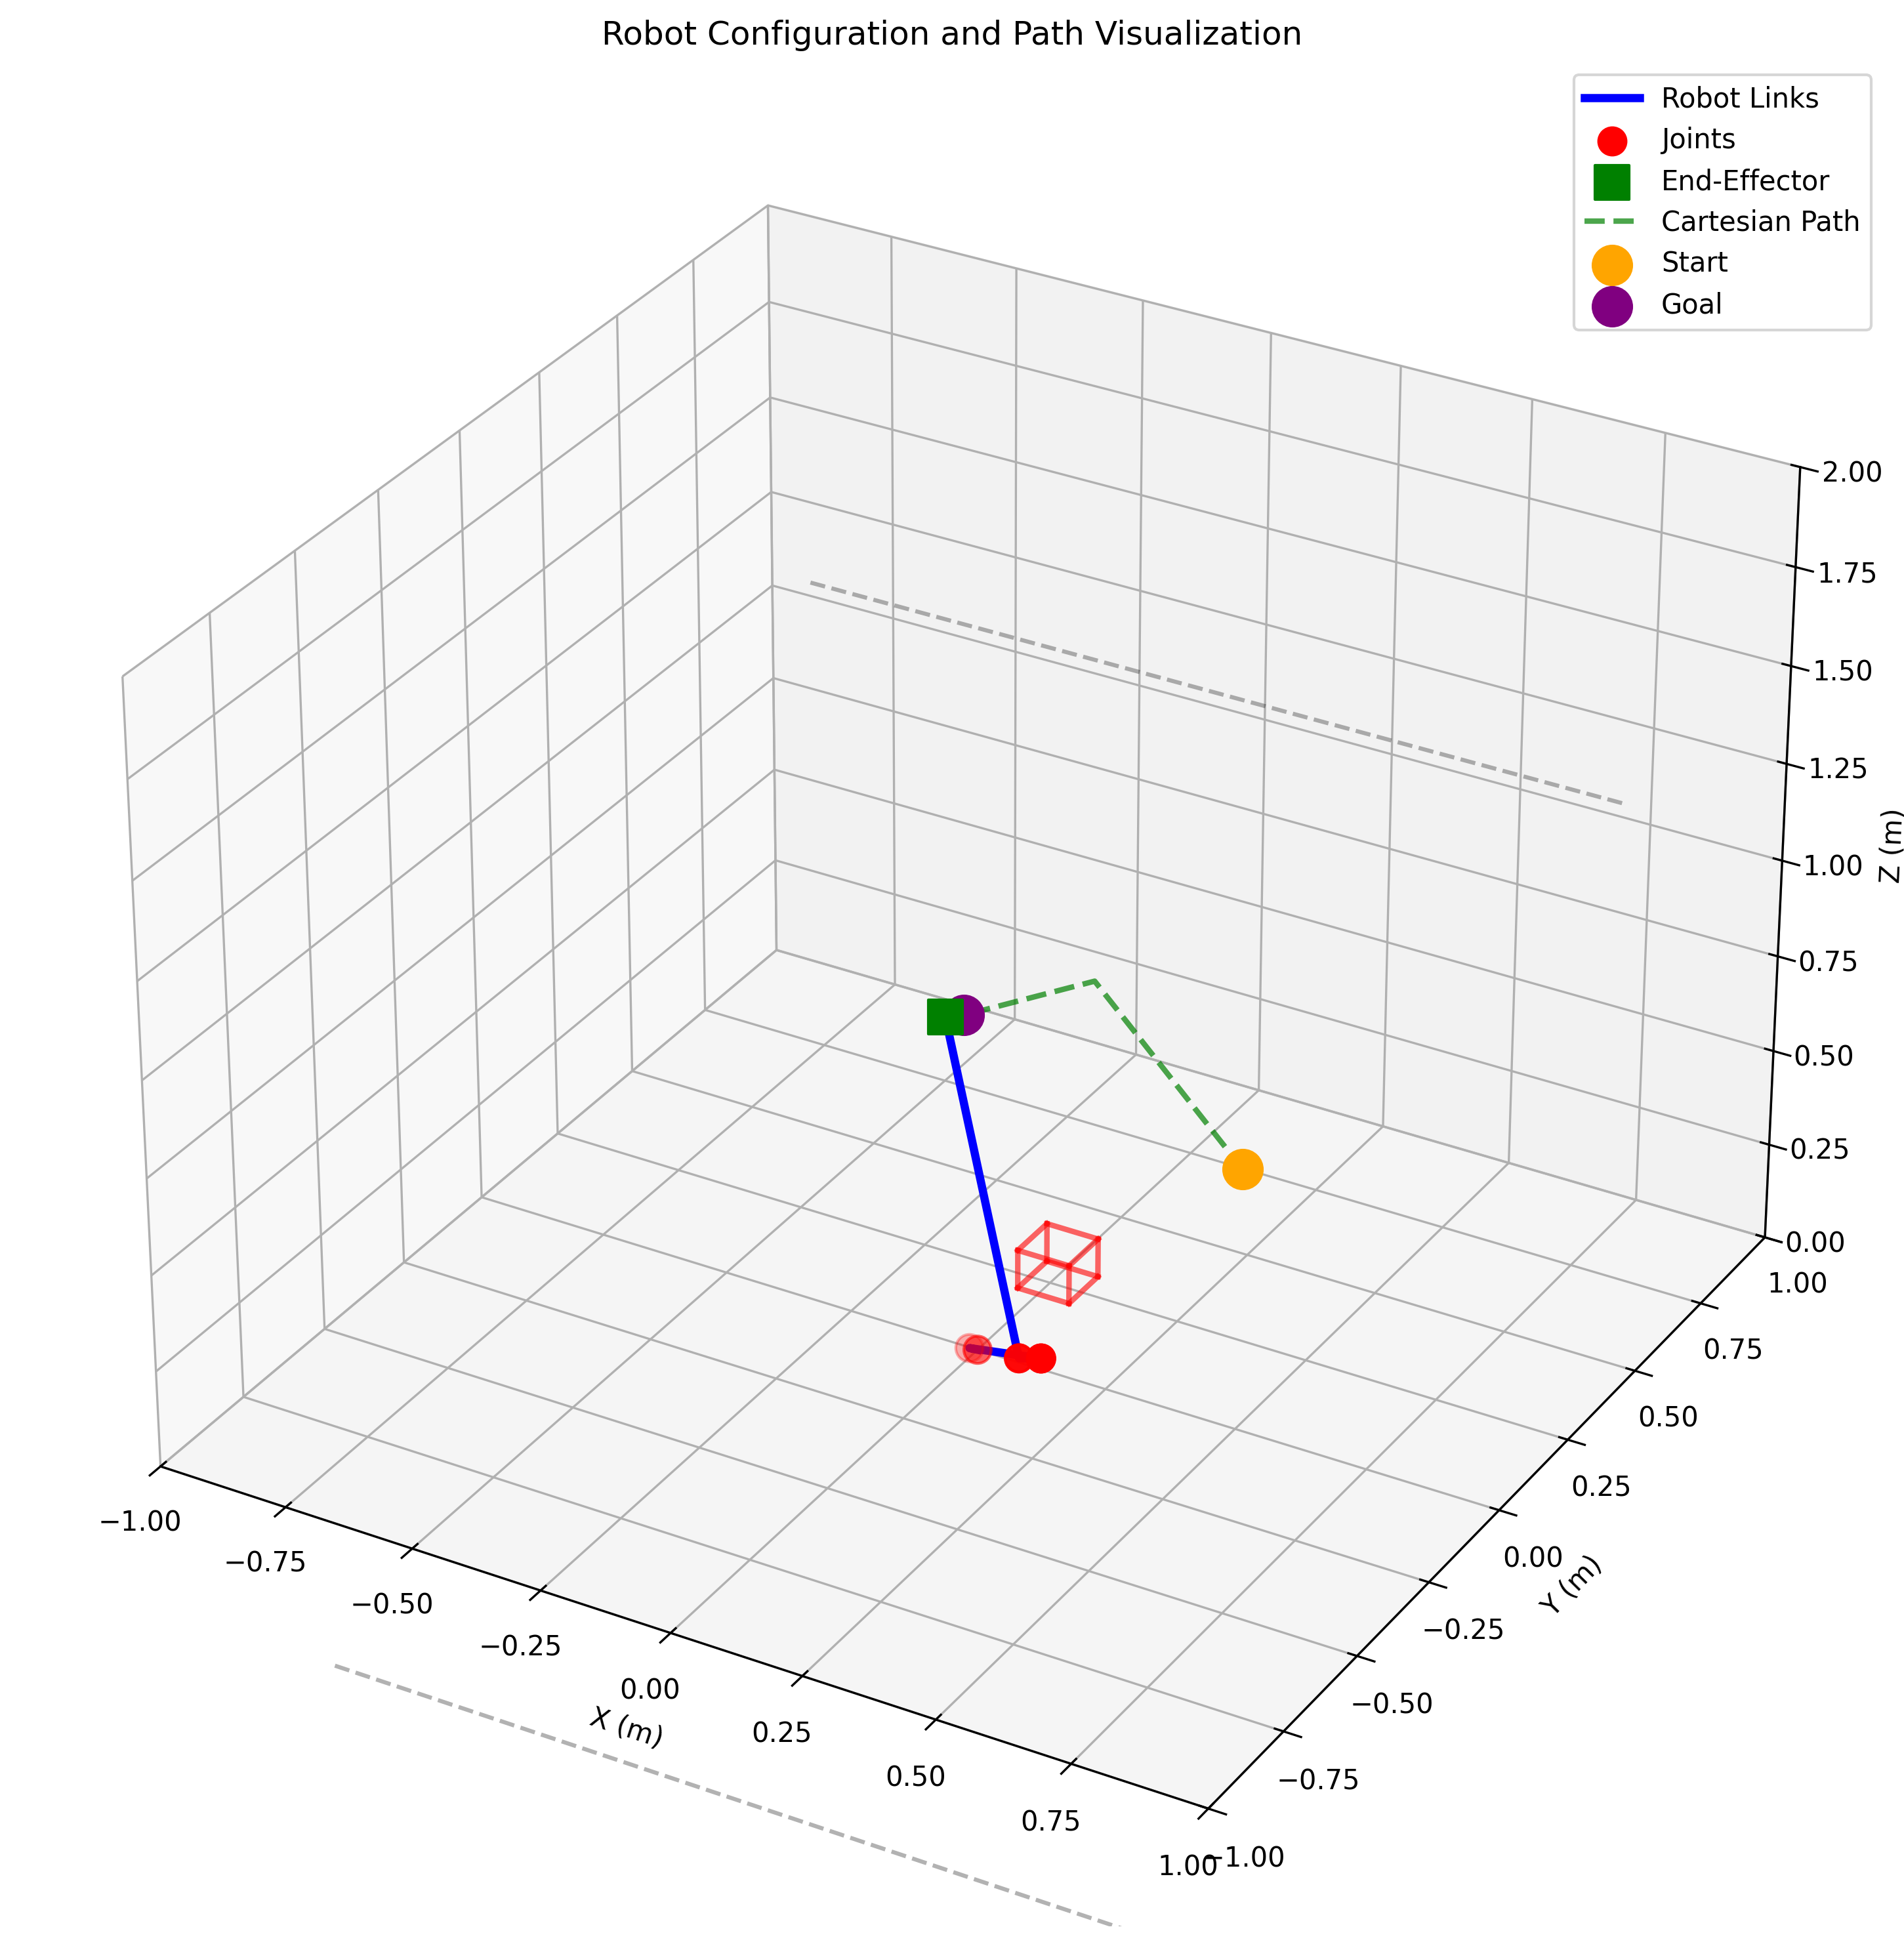 Robot Configuration and Path Visualization
Robot Links
Joints
End-Effector
Cartesian Path
Start
Goal
2.00
1.75
1.50
1.25
1.00
0.75
0.50
0.25
0.00
Z (m)
1.00
0.75
0.50
0.25
0.00
−0.25
−0.50
−0.75
−1.00
Y (m)
−1.00
−0.75
−0.50
−0.25
0.00
0.25
0.50
0.75
1.00
X (m)